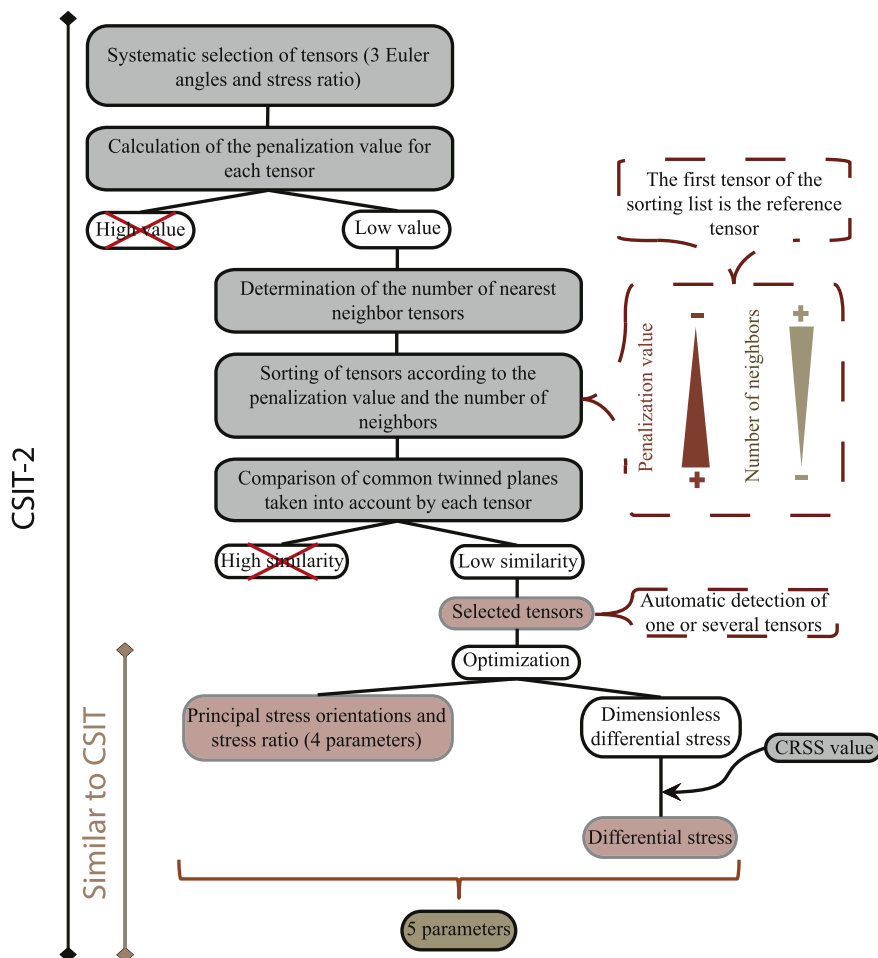 Systematic selection of tensors (3 Euler
angles and stress ratio)
Calculation of the penalization value for
each tensor
High value
Low value
The first tensor of the
sorting list is the reference
tensor
Determination of the number of nearest
neighbor tensors
Sorting of tensors according to the
penalization value and the number of
neighbors
Penalization value
-
+
Number of neighbors
+
-
Comparison of common twinned planes
taken into account by each tensor
High similarity
Low similarity
Selected tensors
Automatic detection of
one or several tensors
Optimization
Principal stress orientations and
stress ratio (4 parameters)
Dimensionless
differential stress
CRSS value
Differential stress
5 parameters
CSIT-2
Similar to CSIT